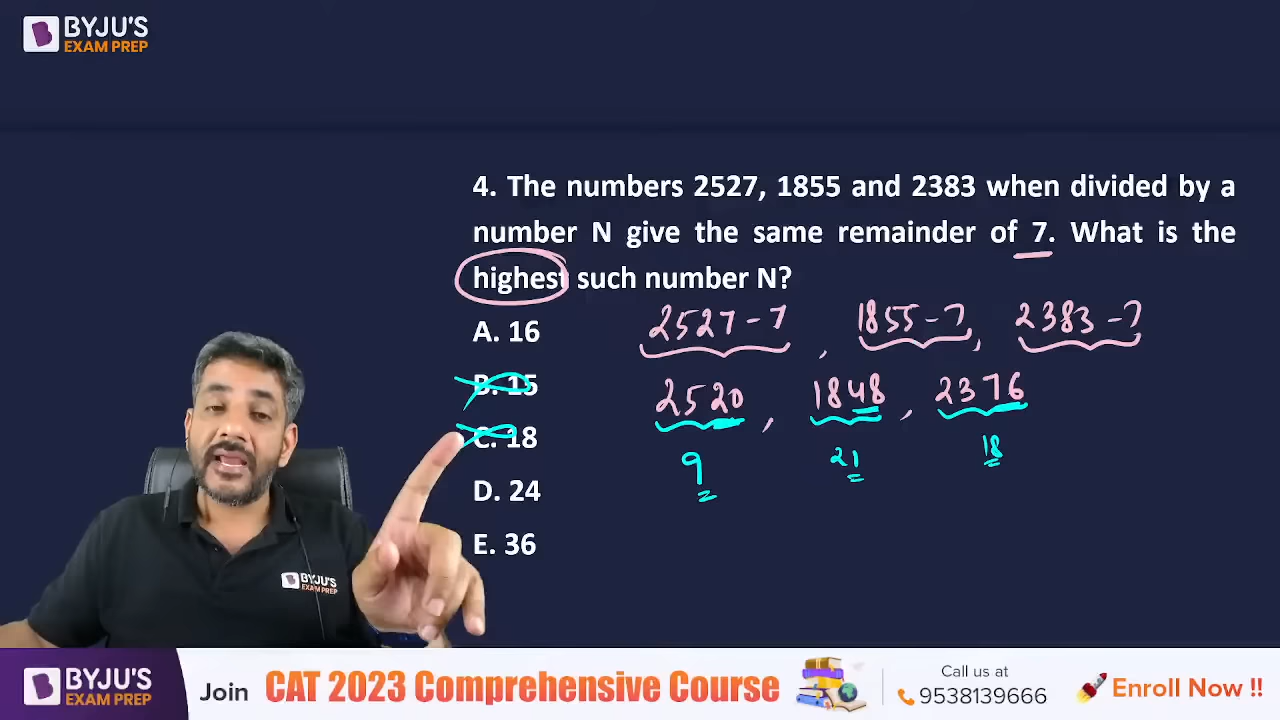 BYJU'S
EXAM PREP
4. The numbers 2527, 1855 and 2383 when divided by a
number N give the same remainder of 7. What is the
highest such number N?
A. 16
2527-7, 1855-7, 2383-7
B. 15
2520, 1848, 2376
C. 18
9 21 18
D. 24
E. 36
BYJU'S
EXAM PREP
BYJU'S
EXAM PREP
Join CAT 2023 Comprehensive Course
Call us at
9538139666
Enroll Now !!